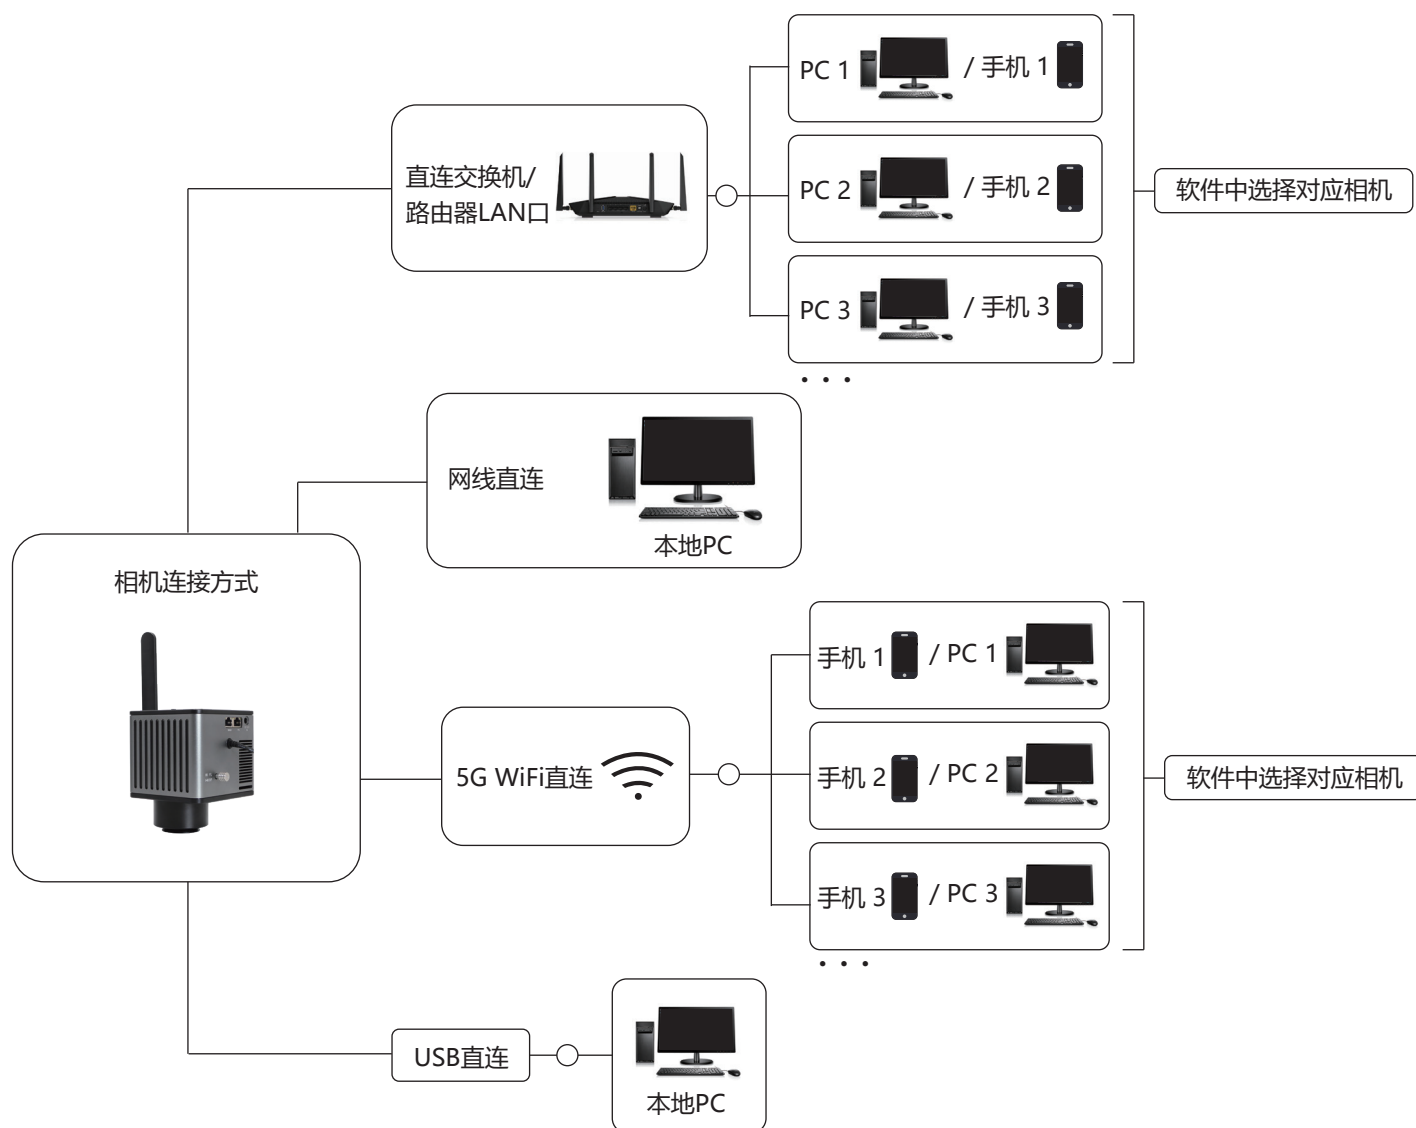 PC 1 / 手机 1
直连交换机/
路由器LAN口
PC 2 / 手机 2
软件中选择对应相机
PC 3 / 手机 3
• • •
网线直连
本地PC
相机连接方式
手机 1 / PC 1
5G WiFi直连
手机 2 / PC 2
软件中选择对应相机
手机 3 / PC 3
• • •
USB直连
本地PC